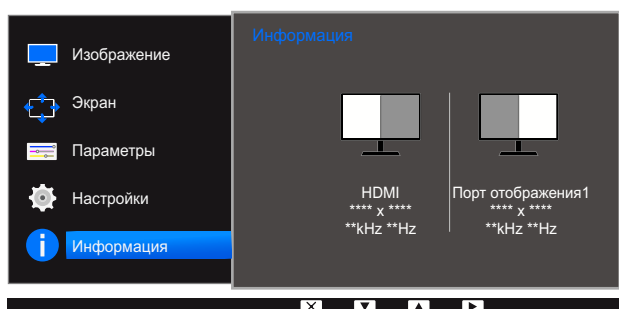 Изображение
Экран
Параметры
Настройки
Информация
Информация
HDMI
**** x ****
**kHz **Hz
Порт отображения1
**** x ****
**kHz **Hz